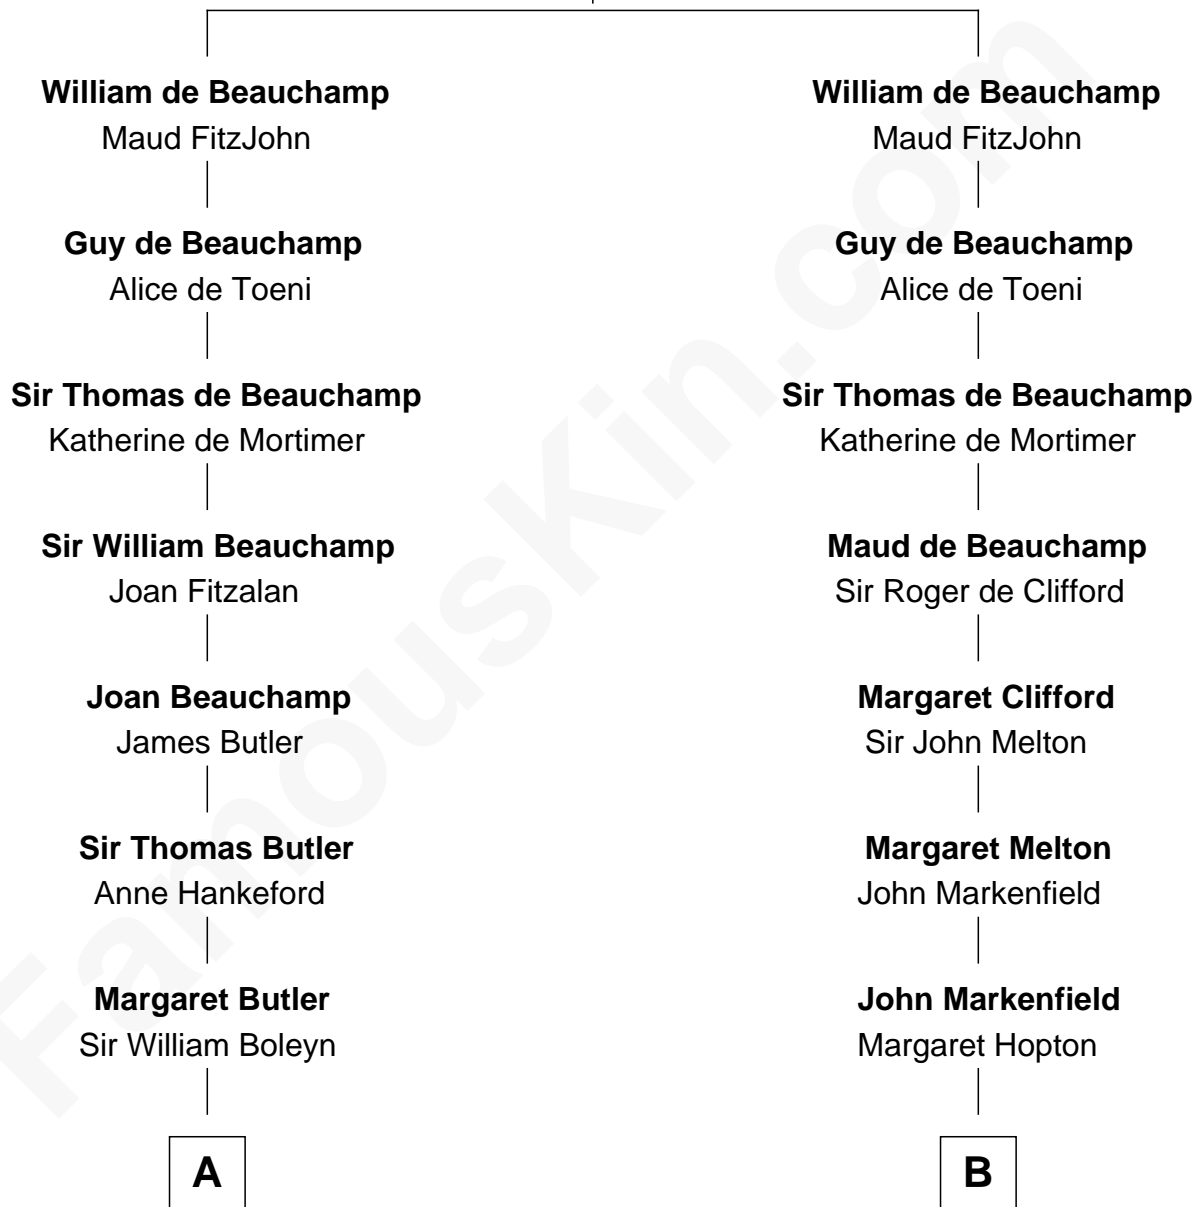 William de Beauchamp
Maud FitzJohn
Guy de Beauchamp
Alice de Toeni
Sir Thomas de Beauchamp
Katherine de Mortimer
Sir William Beauchamp
Joan Fitzalan
Joan Beauchamp
James Butler
Sir Thomas Butler
Anne Hankeford
Margaret Butler
Sir William Boleyn
A
William de Beauchamp
Maud FitzJohn
Guy de Beauchamp
Alice de Toeni
Sir Thomas de Beauchamp
Katherine de Mortimer
Maud de Beauchamp
Sir Roger de Clifford
Margaret Clifford
Sir John Melton
Margaret Melton
John Markenfield
John Markenfield
Margaret Hopton
B
FamousKin.com